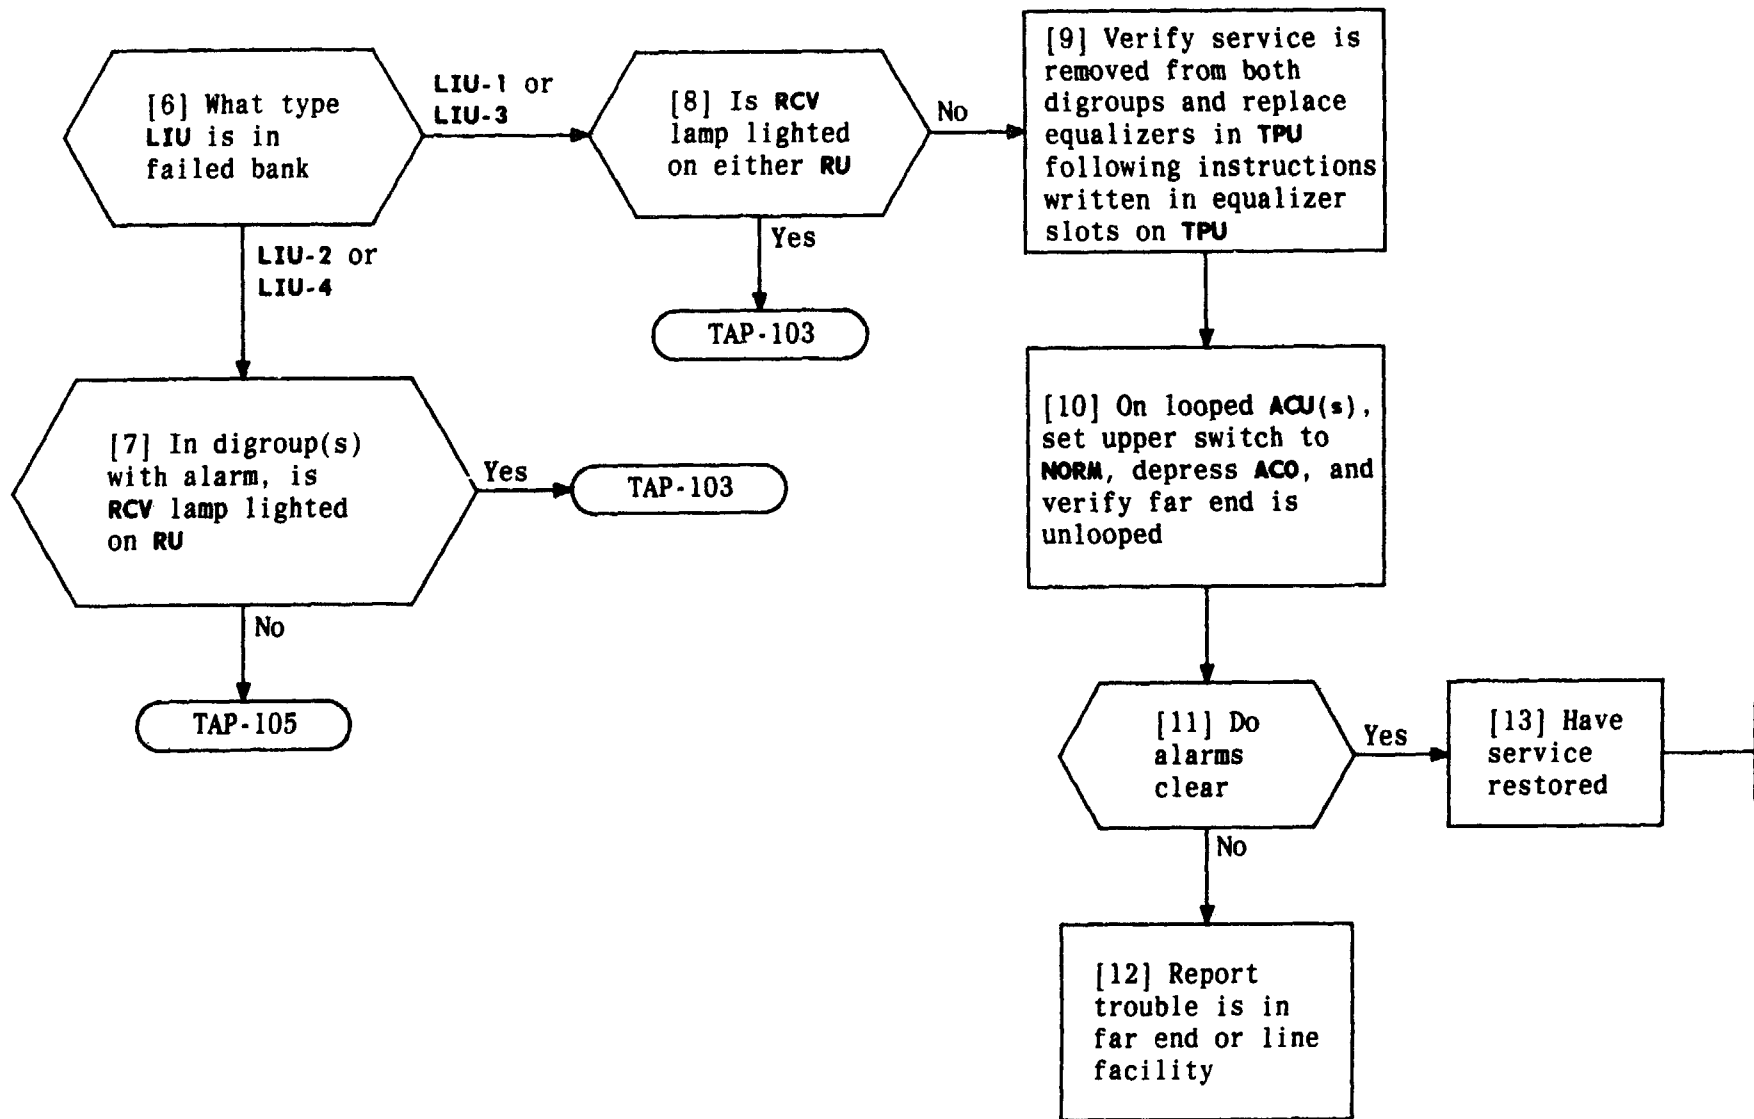 [6] What type
LIU is in
failed bank
LIU-1 or
LIU-3
[8] Is RCV
lamp lighted
on either RU
No
[9] Verify service is
removed from both
digroups and replace
equalizers in TPU
following instructions
written in equalizer
slots on TPU
Yes
TAP-103
LIU-2 or
LIU-4
[7] In digroup(s)
with alarm, is
RCV lamp lighted
on RU
Yes
TAP-103
No
TAP-105
[10] On looped ACU(s),
set upper switch to
NORM, depress ACO, and
verify far end is
unlooped
[11] Do
alarms
clear
Yes
[13] Have
service
restored
No
[12] Report
trouble is in
far end or line
facility